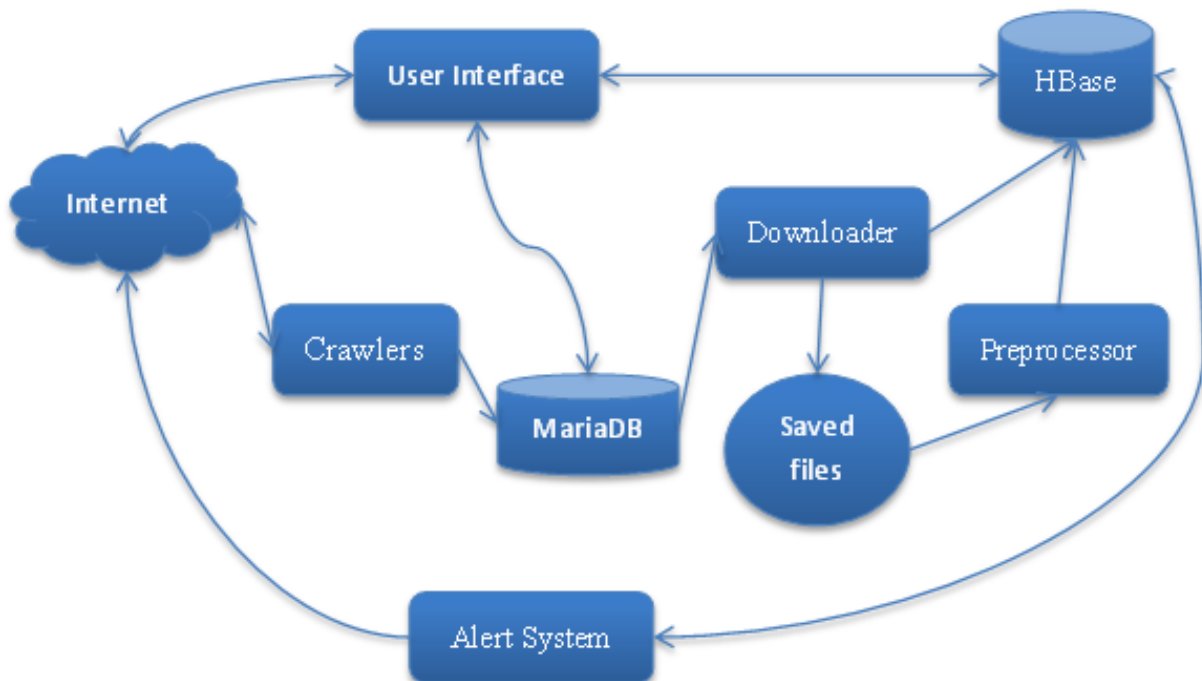 User Interface
HBase
Internet
Downloader
Crawlers
Preprocessor
MariaDB
Saved
files
Alert System